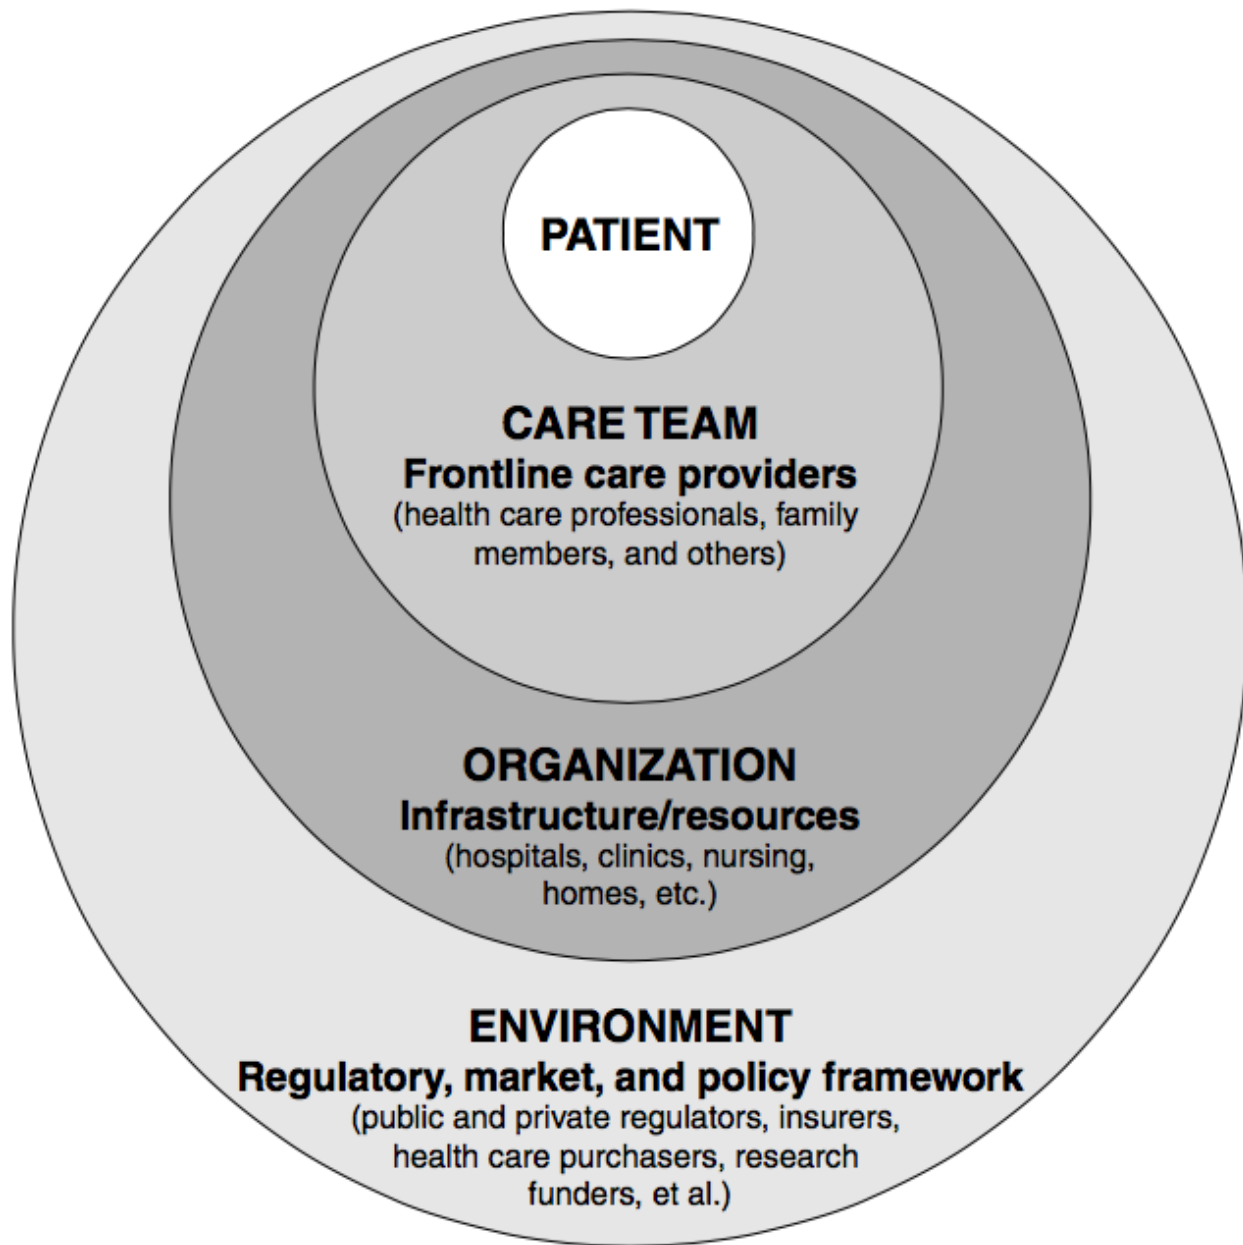 PATIENT
CARE TEAM
Frontline care providers
(health care professionals, family
members, and others)
ORGANIZATION
Infrastructure/resources
(hospitals, clinics, nursing,
homes, etc.)
ENVIRONMENT
Regulatory, market, and policy framework
(public and private regulators, insurers,
health care purchasers, research
funders, et al.)